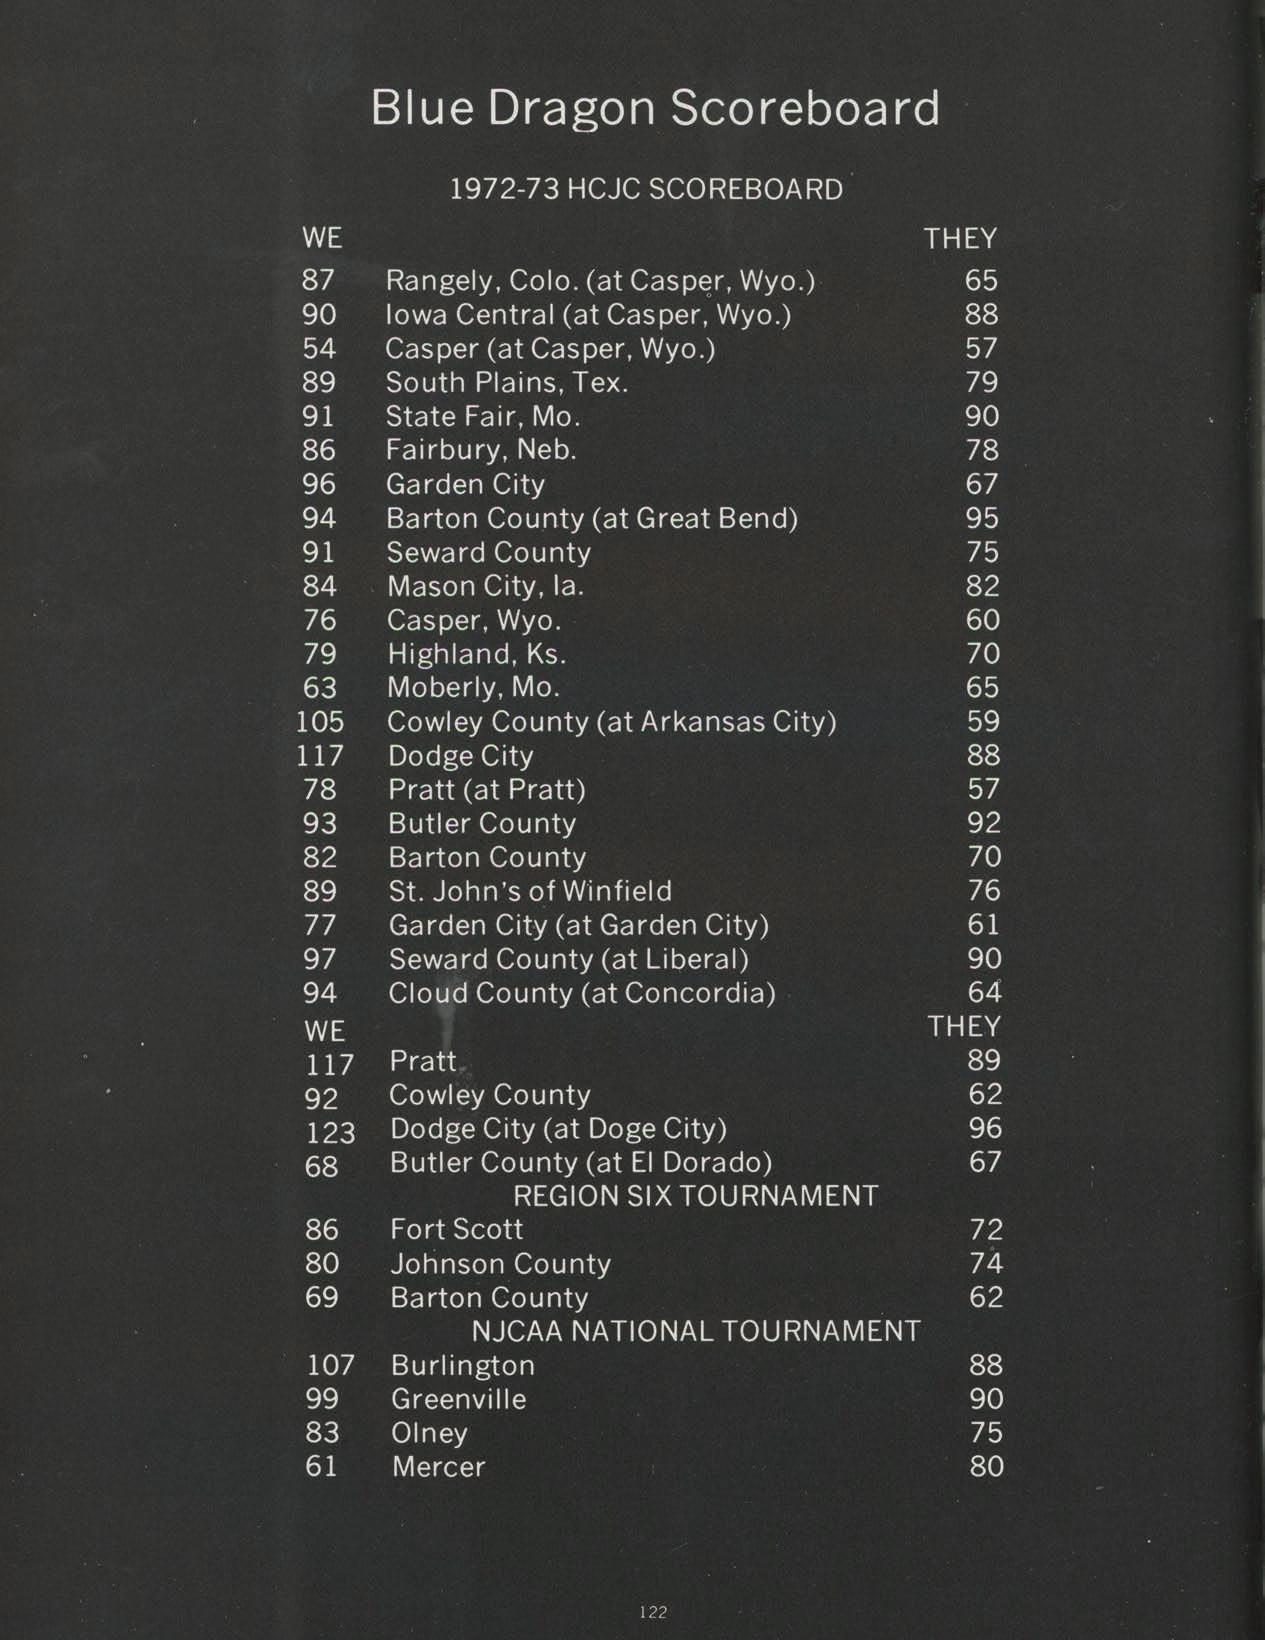 Blue Dragon Scoreboard
1972-73 HCJC SCOREBOARD
WE THEY
87 Rangely, Colo. (at Casper, Wyo.) 65
90 Iowa Central (at Casper, Wyo.) 88
54 Casper (at Casper, Wyo.) 57
89 South Plains, Tex. 79
91 State Fair, Mo. 90
86 Fairbury, Neb. 78
96 Garden City 67
94 Barton County (at Great Bend) 95
91 Seward County 75
84 Mason City, Ia. 82
76 Casper, Wyo. 60
79 Highland, Ks. 70
63 Moberly, Mo. 65
105 Cowley County (at Arkansas City) 59
117 Dodge City 88
78 Pratt (at Pratt) 57
93 Butler County 92
82 Barton County 70
89 St. John's of Winfield 76
77 Garden City (at Garden City) 61
97 Seward County (at Liberal) 90
94 Cloud County (at Concordia) 64
WE THEY
117 Pratt 89
92 Cowley County 62
123 Dodge City (at Doge City) 96
68 Butler County (at El Dorado) 67
REGION SIX TOURNAMENT
86 Fort Scott 72
80 Johnson County 74
69 Barton County 62
NJCAA NATIONAL TOURNAMENT
107 Burlington 88
99 Greenville 90
83 Olney 75
61 Mercer 80
122